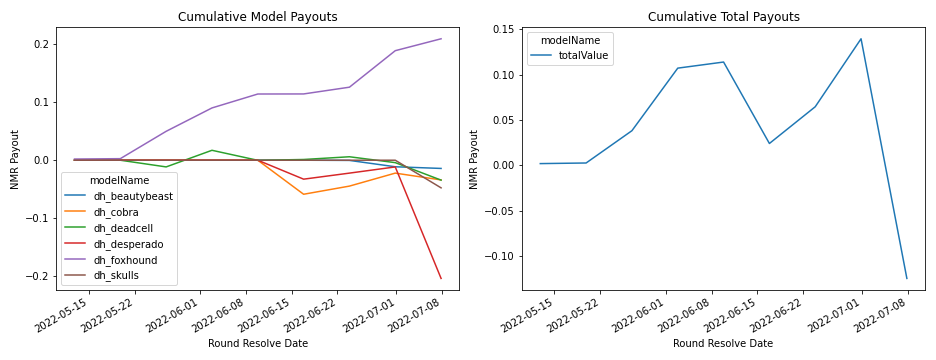 Cumulative Model Payouts
NMR Payout
0.2
0.1
0.0
−0.1
−0.2
modelName
dh_beautybeast
dh_cobra
dh_deadcell
dh_desperado
dh_foxhound
dh_skulls
2022-05-15
2022-05-22
2022-06-01
2022-06-08
2022-06-15
2022-06-22
2022-07-01
2022-07-08
Round Resolve Date
Cumulative Total Payouts
NMR Payout
0.15
0.10
0.05
0.00
−0.05
−0.10
modelName
totalValue
2022-05-15
2022-05-22
2022-06-01
2022-06-08
2022-06-15
2022-06-22
2022-07-01
2022-07-08
Round Resolve Date